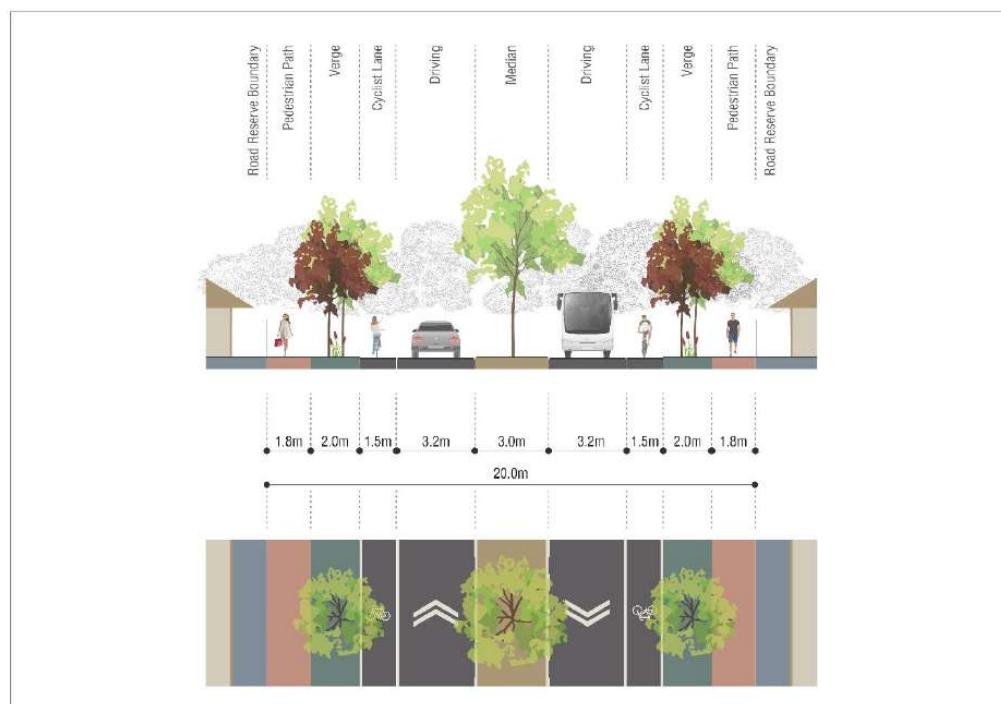 Road Reserve Boundary
Pedestrian Path
Verge
Cyclist Lane
Driving
Median
Driving
Cyclist Lane
Verge
Pedestrian Path
Road Reserve Boundary
1.8m
2.0m
1.5m
3.2m
3.0m
3.2m
1.5m
2.0m
1.8m
20.0m